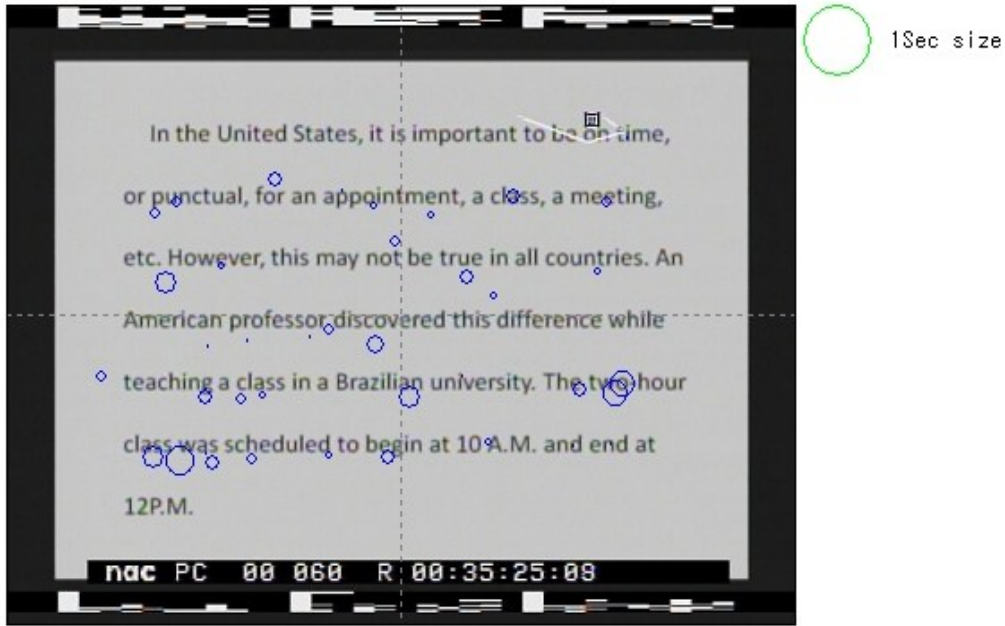 1Sec size
In the United States, it is important to be on time,
or punctual, for an appointment, a class, a meeting,
etc. However, this may not be true in all countries. An
American professor discovered this difference while
teaching a class in a Brazilian university. The two-hour
class was scheduled to begin at 10 A.M. and end at
12P.M.
nac PC 00 060 R 00:35:25:09